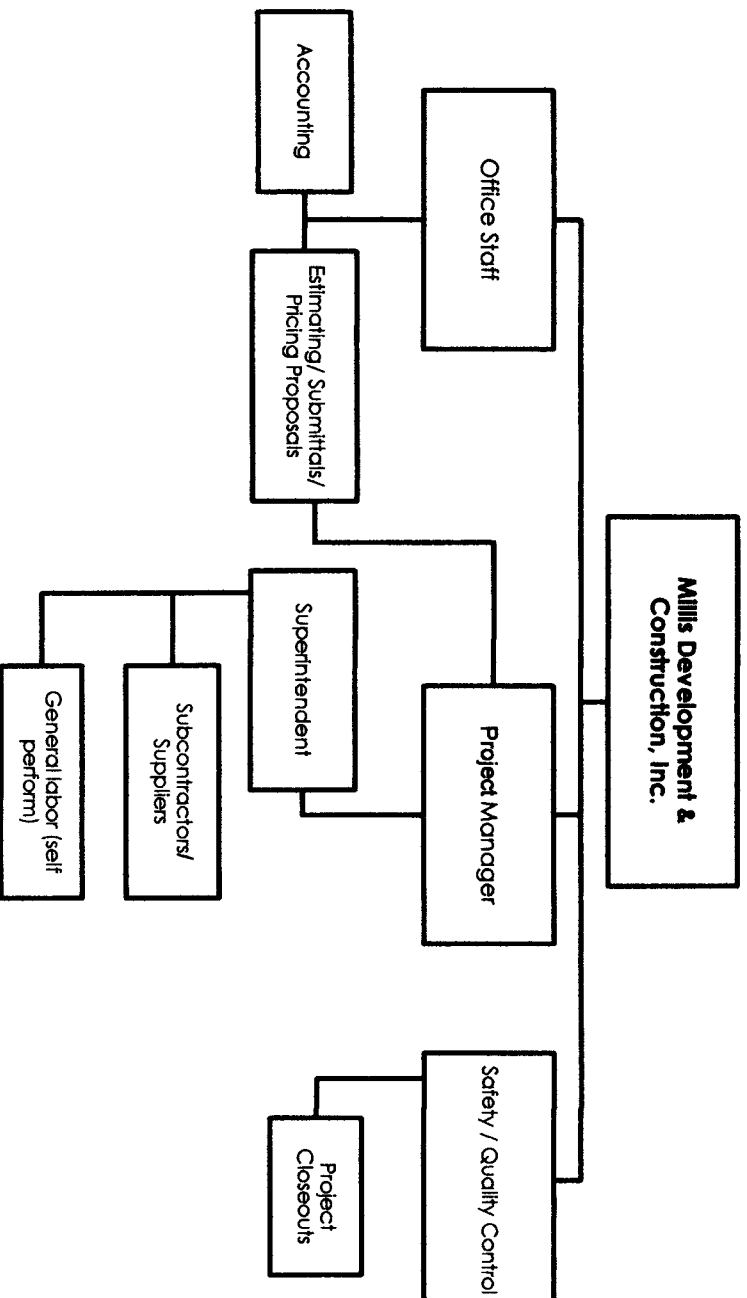 Millis Development &
Construction, Inc.
Office Staff
Project Manager
Safety / Quality Control
Accounting
Estimating/ Submittals/
Pricing Proposals
Superintendent
Project
Closeouts
Subcontractors/
Suppliers
General labor (self
perform)